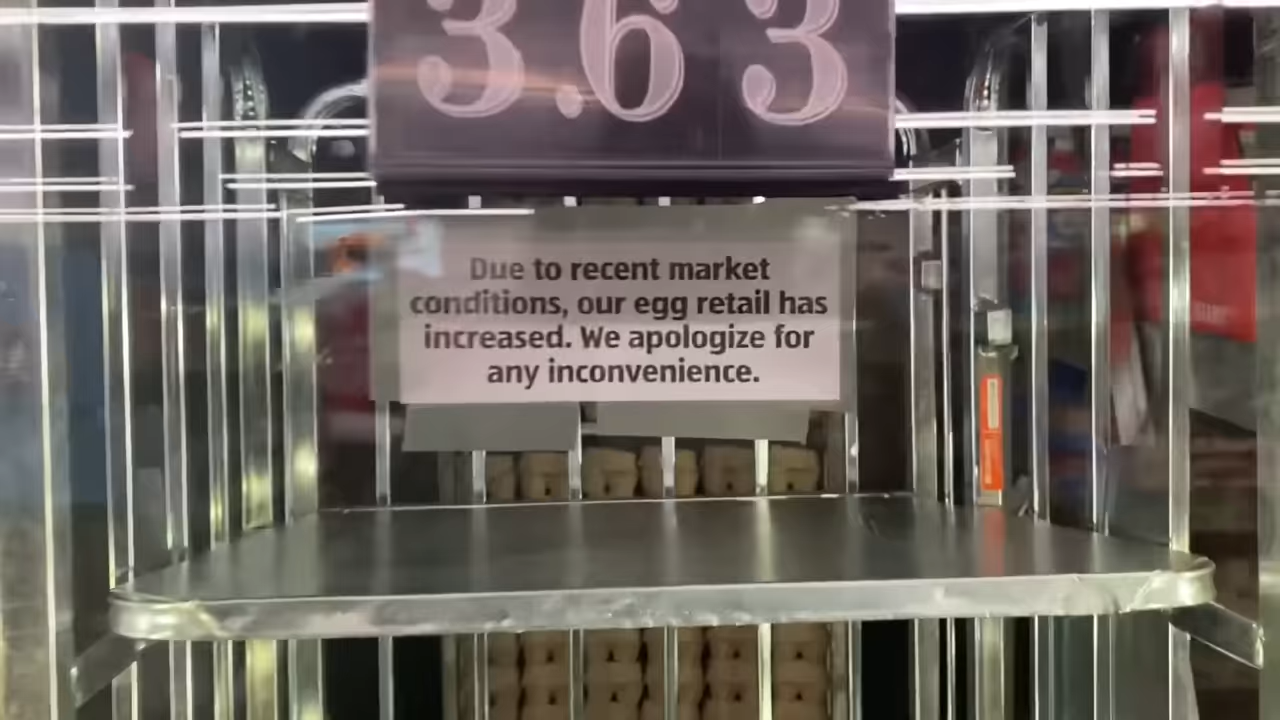 3.63
Due to recent market
conditions, our egg retail has
increased. We apologize for
any inconvenience.